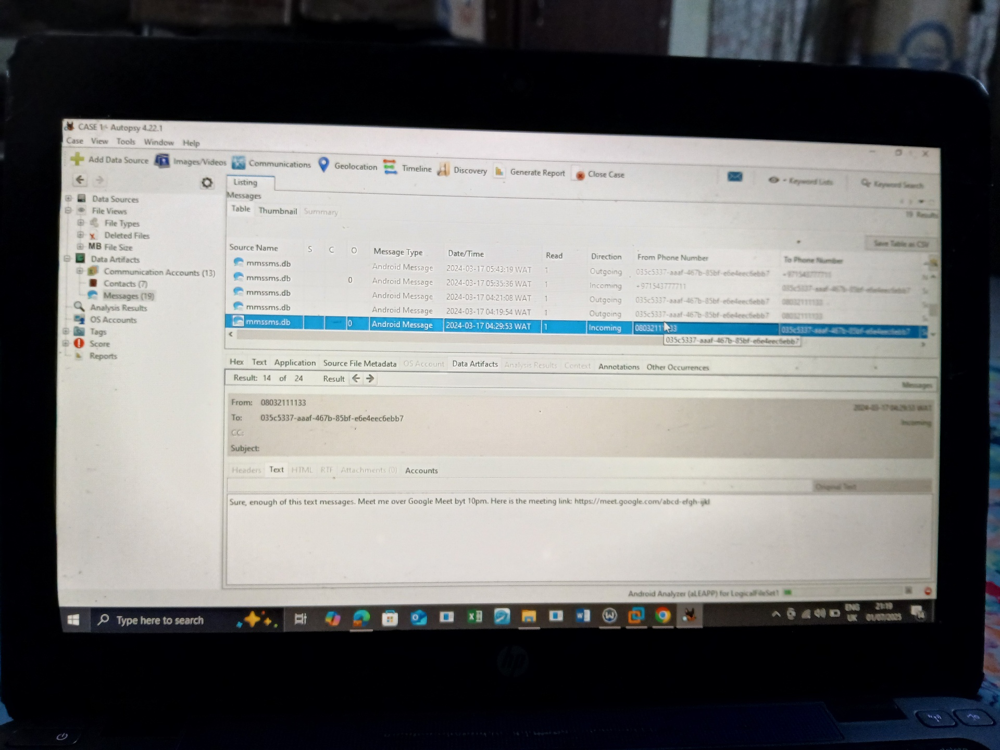 CASE 1 - Autopsy 4.22.1
Case View Tools Window Help
Add Data Source Images/Videos Communications Geolocation Timeline Discovery Generate Report Close Case Keyword Lists Keyword Search
Listing
Messages
Table Thumbnail Summary
19 Results
Save Table as CSV
Data Sources
File Views
File Types
Deleted Files
MB File Size
Data Artifacts
Communication Accounts (13)
Contacts (7)
Messages (19)
Analysis Results
OS Accounts
Tags
Score
Reports
Source Name S C O Message Type Date/Time Read Direction From Phone Number To Phone Number
mmssms.db Android Message 2024-03-17 05:43:19 WAT 1 Outgoing 035c5337-aaaf-467b-85bf-e6e4eec6ebb7 +971543777711
mmssms.db 0 Android Message 2024-03-17 05:35:36 WAT 1 Incoming +971543777711 035c5337-aaaf-467b-85bf-e6e4eec6ebb7
mmssms.db Android Message 2024-03-17 04:21:08 WAT 1 Outgoing 035c5337-aaaf-467b-85bf-e6e4eec6ebb7 08032111133
mmssms.db Android Message 2024-03-17 04:19:54 WAT 1 Outgoing 035c5337-aaaf-467b-85bf-e6e4eec6ebb7 08032111133
mmssms.db 0 Android Message 2024-03-17 04:29:53 WAT 1 Incoming 0803211 33 035c5337-aaaf-467b-85bf-e6e4eec6ebb7
035c5337-aaaf-467b-85bf-e6e4eec6ebb7
Hex Text Application Source File Metadata OS Account Data Artifacts Analysis Results Context Annotations Other Occurrences
Result: 14 of 24 Result
Messages
From: 08032111133
2024-03-17 04:29:53 WAT
To: 035c5337-aaaf-467b-85bf-e6e4eec6ebb7
Incoming
CC:
Subject:
Headers Text HTML RTF Attachments (0) Accounts
Original Text
Sure, enough of this text messages. Meet me over Google Meet byt 10pm. Here is the meeting link: https://meet.google.com/abcd-efgh-ijkl
Android Analyzer (aLEAPP) for LogicalFileSet1
Type here to search
ENG
UK
21:19
01/07/2025
hp